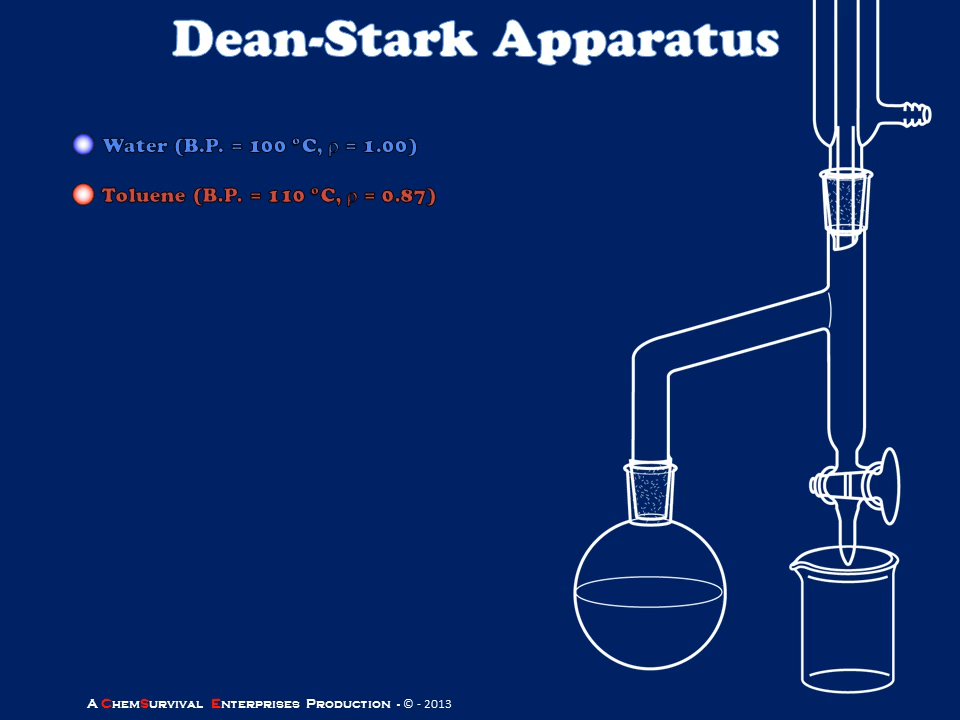 Dean-Stark Apparatus
Water (B.P. = 100 °C, ρ = 1.00)
Toluene (B.P. = 110 °C, ρ = 0.87)
A ChemSurvival Enterprises Production - © - 2013